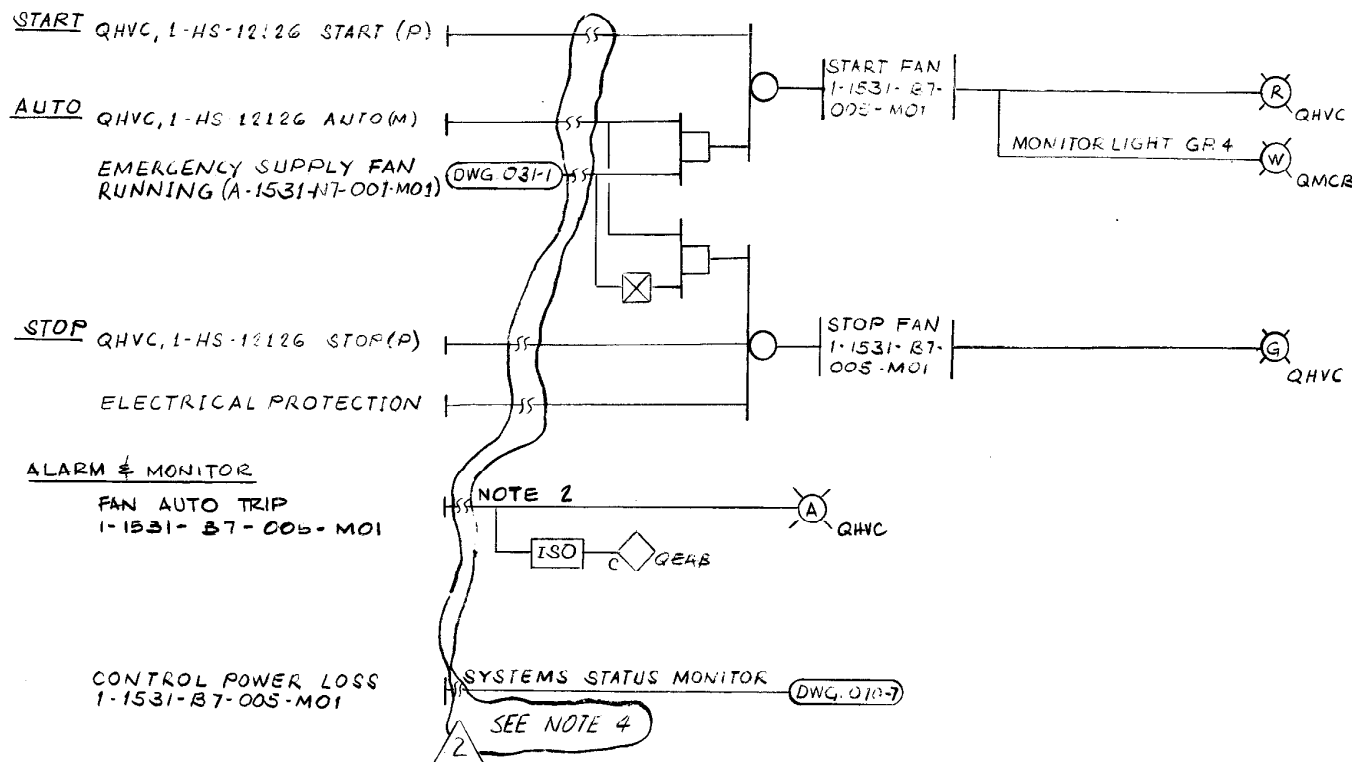 START QHVC, 1-HS-12126 START (P)
START FAN
1-1531-B7-
005-M01
R
QHVC
AUTO QHVC, 1-HS-12126 AUTO(M)
MONITOR LIGHT GR. 4
W
QMCB
EMERGENCY SUPPLY FAN
RUNNING (A-1531-N7-001-M01)
DWG. 031-1
STOP QHVC, 1-HS-12126 STOP(P)
STOP FAN
1-1531-B7-
005-M01
G
QHVC
ELECTRICAL PROTECTION
ALARM & MONITOR
FAN AUTO TRIP
1-1531-B7-005-M01
NOTE 2
A
QHVC
ISO
C
QEAB
CONTROL POWER LOSS
1-1531-B7-005-M01
SYSTEMS STATUS MONITOR
DWG. 010-7
SEE NOTE 4
2